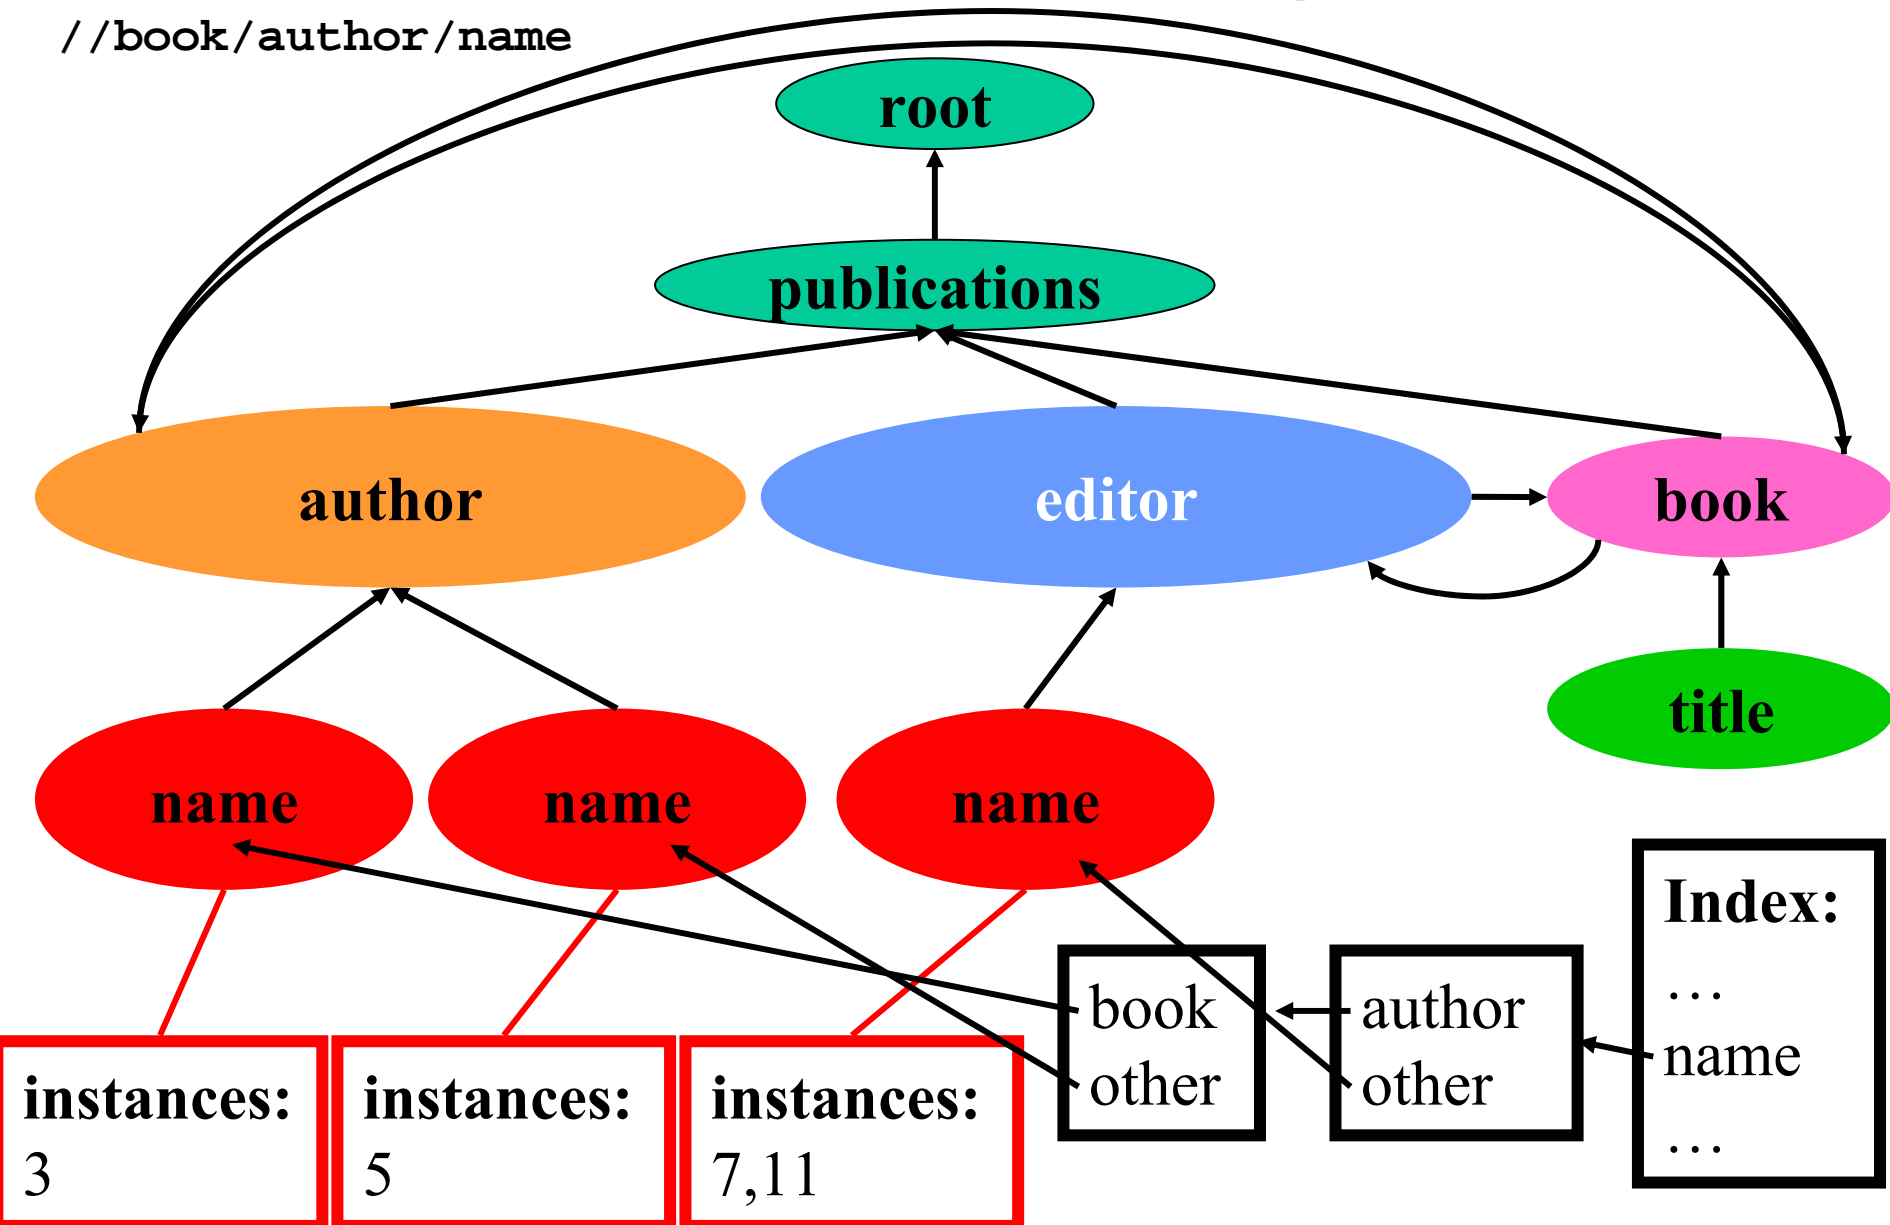 //book/author/name
root
publications
author
editor
book
title
name
name
name
Index:
…
name
…
book
other
author
other
instances:
3
instances:
5
instances:
7,11